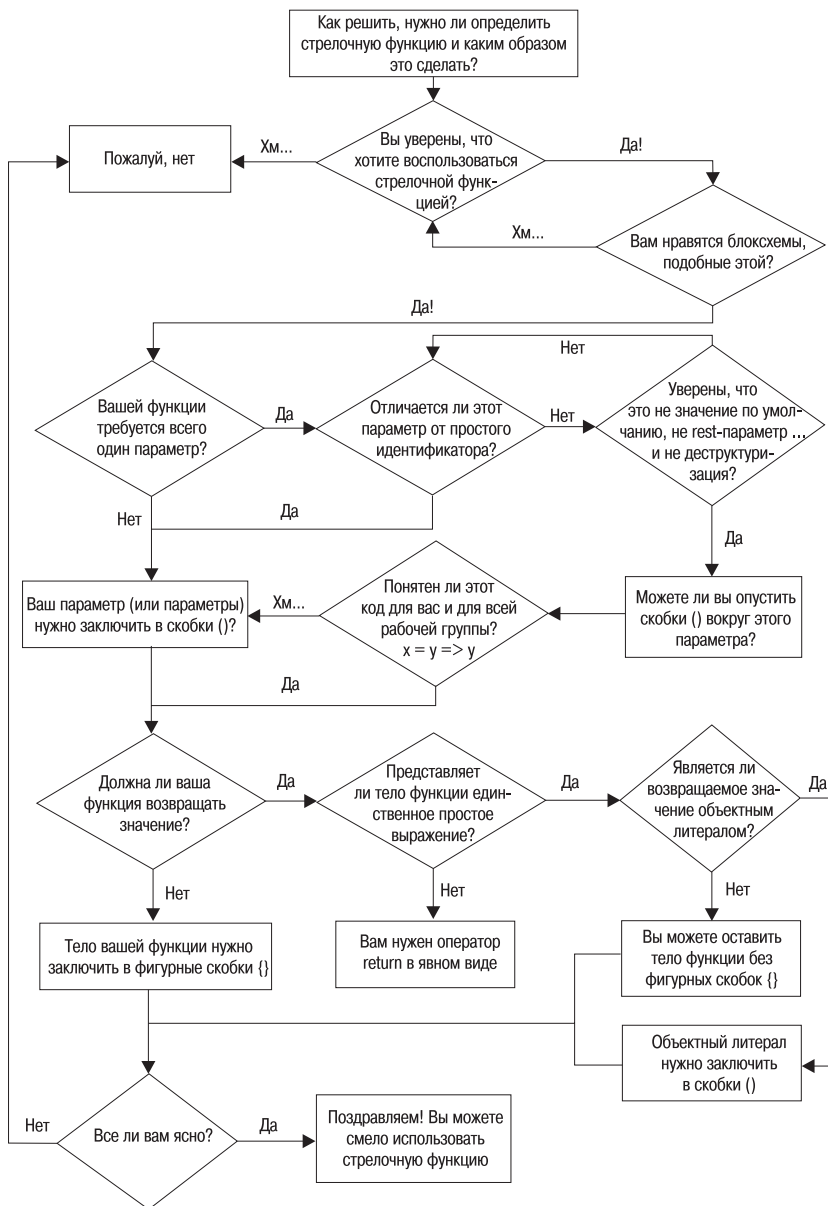 Как решить, нужно ли определить
стрелочную функцию и каким образом
это сделать?
Пожалуй, нет
Хм...
Вы уверены, что
хотите воспользоваться
стрелочной функ-
цией?
Да!
Хм...
Вам нравятся блоксхемы,
подобные этой?
Да!
Нет
Вашей функции
требуется всего
один параметр?
Да
Отличается ли этот
параметр от простого
идентификатора?
Нет
Уверены, что
это не значение по умол-
чанию, не rest-параметр ...
и не деструктури-
зация?
Нет
Да
Да
Ваш параметр (или параметры)
нужно заключить в скобки ()?
Хм...
Понятен ли этот
код для вас и для всей
рабочей группы?
x = y => y
Можете ли вы опустить
скобки () вокруг этого
параметра?
Да
Должна ли ваша
функция возвращать
значение?
Да
Представляет
ли тело функции един-
ственное простое
выражение?
Да
Является ли
возвращаемое зна-
чение объектным
литералом?
Да
Нет
Нет
Нет
Тело вашей функции нужно
заключить в фигурные скобки {}
Вам нужен оператор
return в явном виде
Вы можете оставить
тело функции без
фигурных скобок {}
Объектный литерал
нужно заключить
в скобки ()
Нет
Все ли вам ясно?
Да
Поздравляем! Вы можете
смело использовать
стрелочную функцию